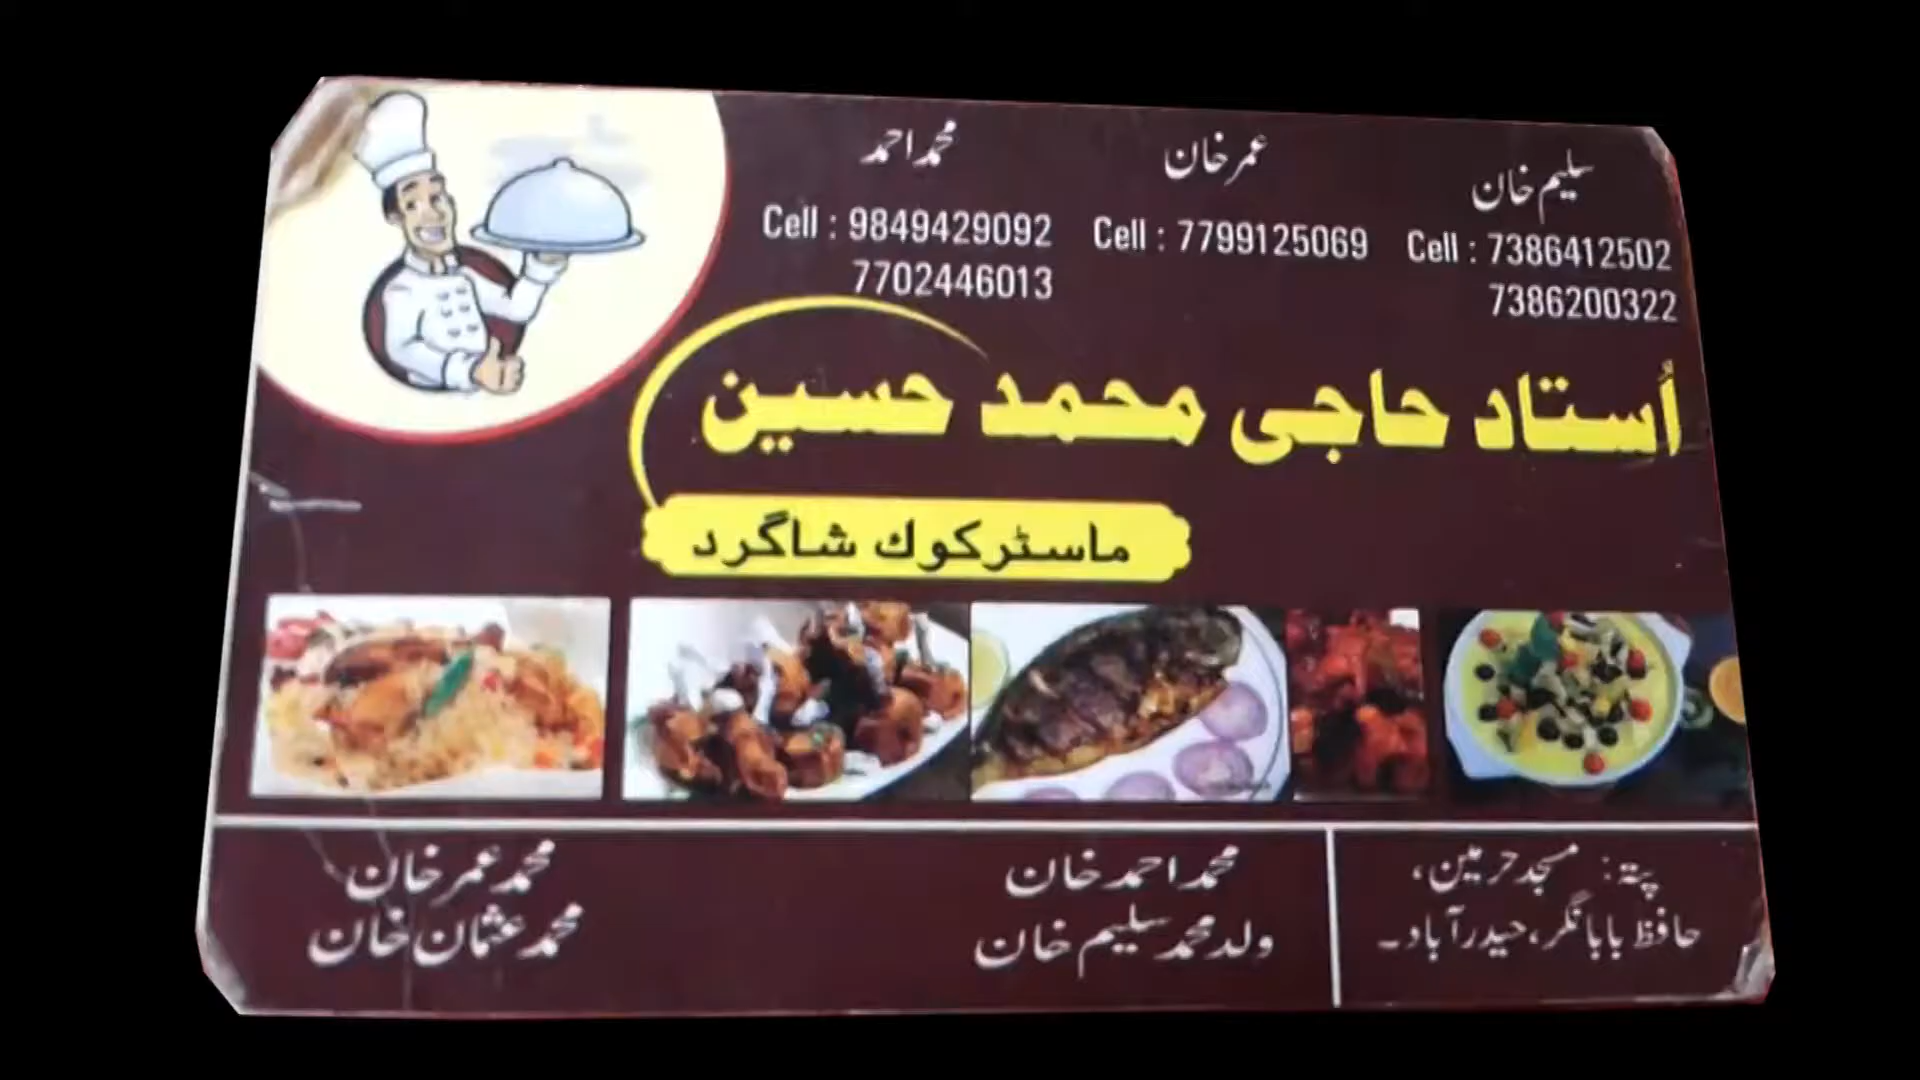 سلیم خان
Cell : 7386412502
7386200322
عمر خان
Cell : 7799125069
محمد احمد
Cell : 9849429092
7702446013
اُستاد حاجی محمد حسین
ماسٹر کوك شاگرد
پتہ: مسجد حرمین،
حافظ بابا نگر، حیدرآباد۔
محمد احمد خان
ولد محمد سلیم خان
محمد عمر خان
محمد عثمان خان